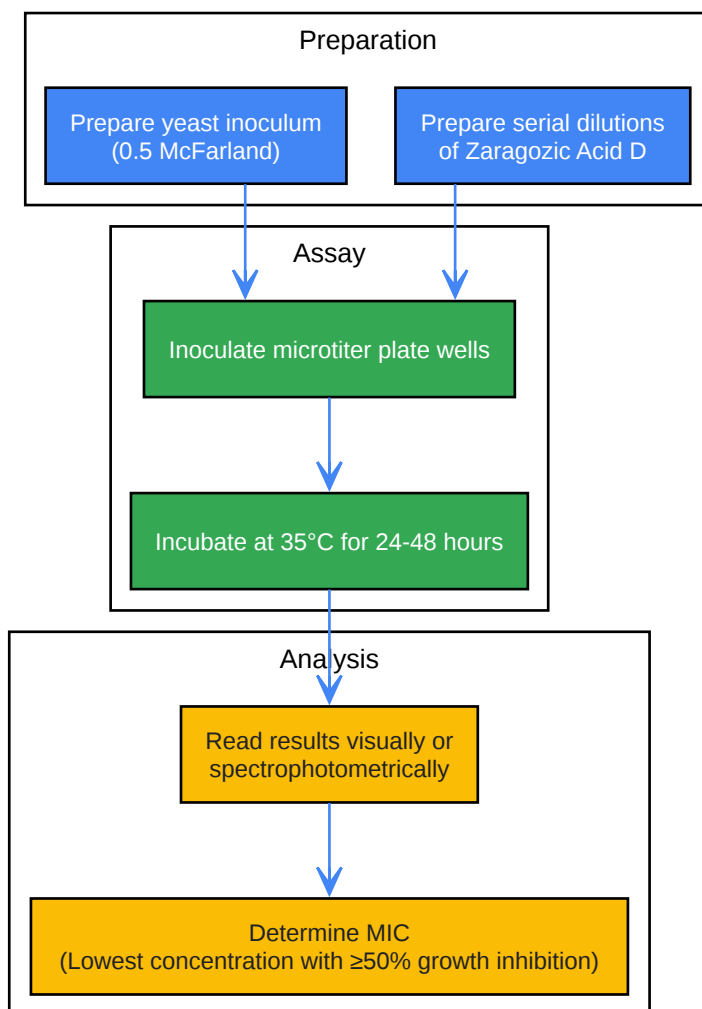 Preparation
Prepare yeast inoculum
(0.5 McFarland)
Prepare serial dilutions
of Zaragozic Acid D
Assay
Inoculate microtiter plate wells
Incubate at 35°C for 24-48 hours
Analysis
Read results visually or
spectrophotometrically
Determine MIC
(Lowest concentration with ≥50% growth inhibition)